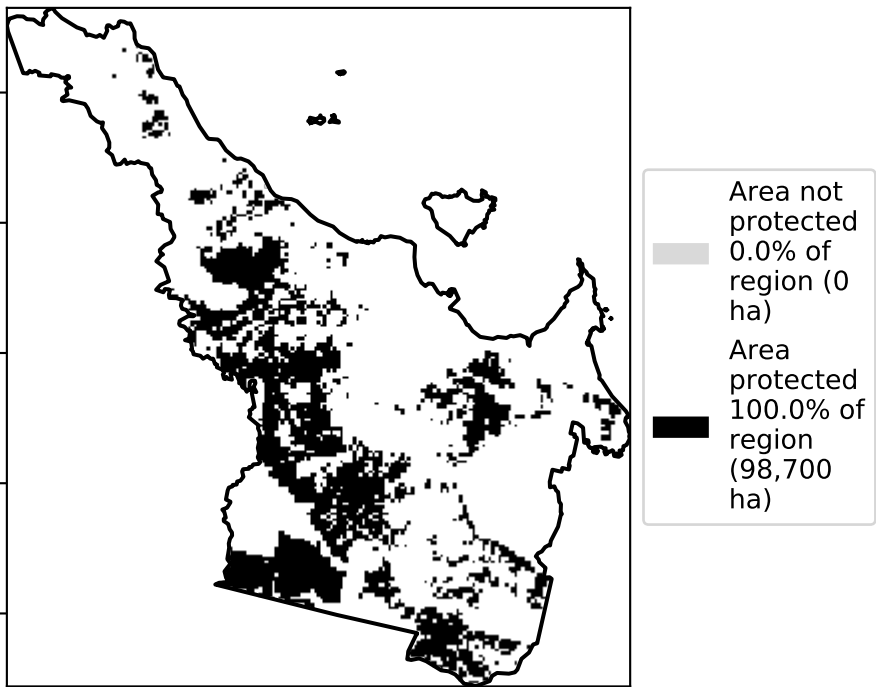 Area not
protected
0.0% of
region (0
ha)
Area
protected
100.0% of
region
(98,700
ha)